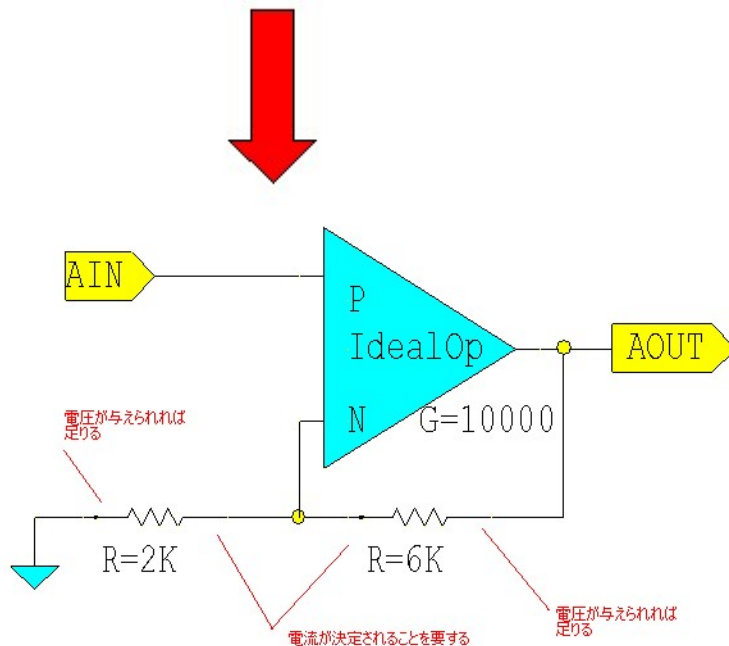 AIN
P
IdealOp
AOUT
N
G=10000
電圧が与えられれば
足りる
R=2K
R=6K
電圧が与えられれば
足りる
電流が決定されることを要する